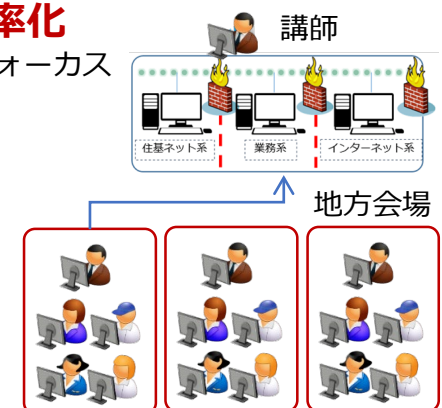 率化
講師
ォーカス
住基ネット系
業務系
インターネット系
地方会場